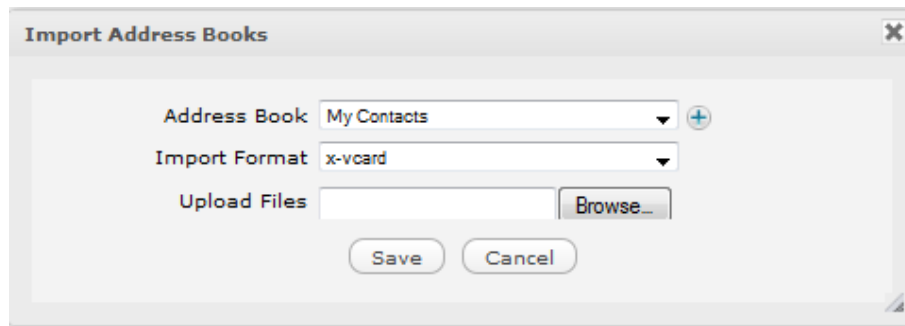 Import Address Books
Address Book My Contacts
Import Format x-vcard
Upload Files Browse...
Save Cancel